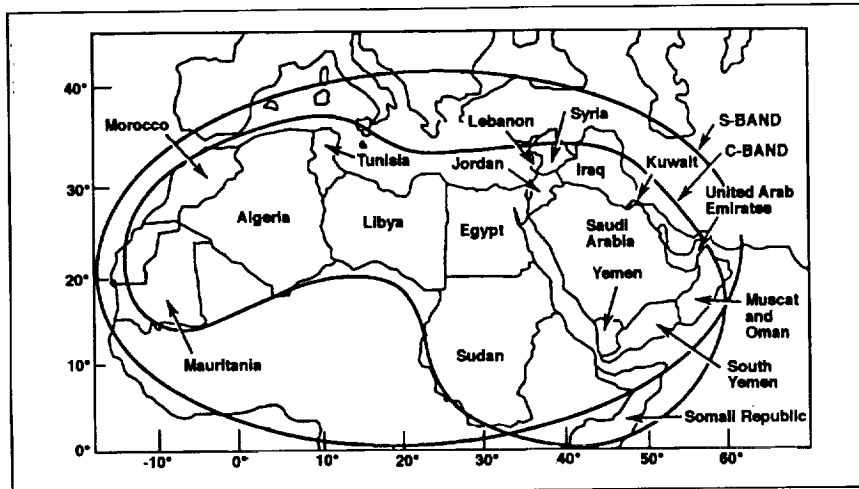 40°
Morocco
Lebanon
Syria
S-BAND
C-BAND
Tunisia
Jordan
Iraq
Kuwait
United Arab
Emirates
30°
Algeria
Libya
Egypt
Saudi
Arabia
20°
Yemen
Muscat
and
Oman
Mauritania
Sudan
South
Yemen
10°
Somali Republic
0°
-10°
0°
10°
20°
30°
40°
50°
60°